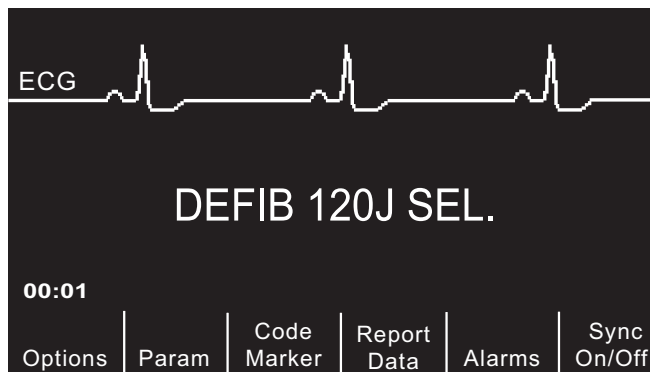 ECG
DEFIB 120J SEL.
00:01
Code Report Sync
Options Param Marker Data Alarms On/Off